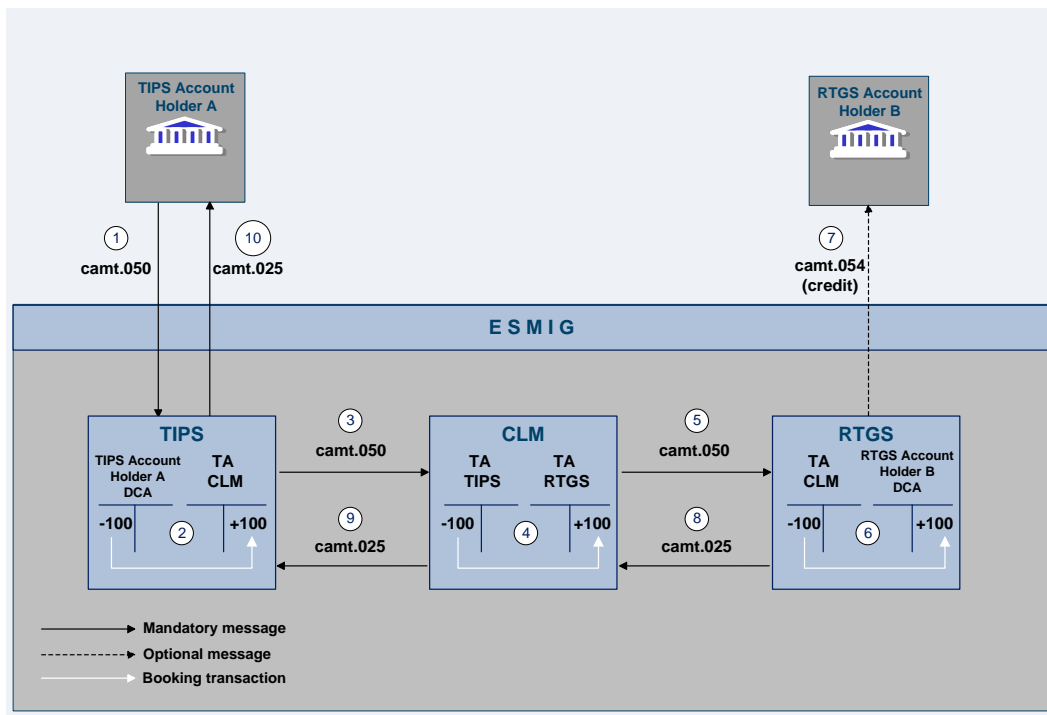 TIPS Account
Holder A
RTGS Account
Holder B
1
camt.050
10
camt.025
7
camt.054
(credit)
ESMIG
TIPS
TIPS Account
Holder A
DCA
TA
CLM
-100
+100
2
3
camt.050
9
camt.025
CLM
TA
TIPS
TA
RTGS
-100
+100
4
5
camt.050
8
camt.025
RTGS
TA
CLM
RTGS Account
Holder B
DCA
-100
+100
6
Mandatory message
Optional message
Booking transaction